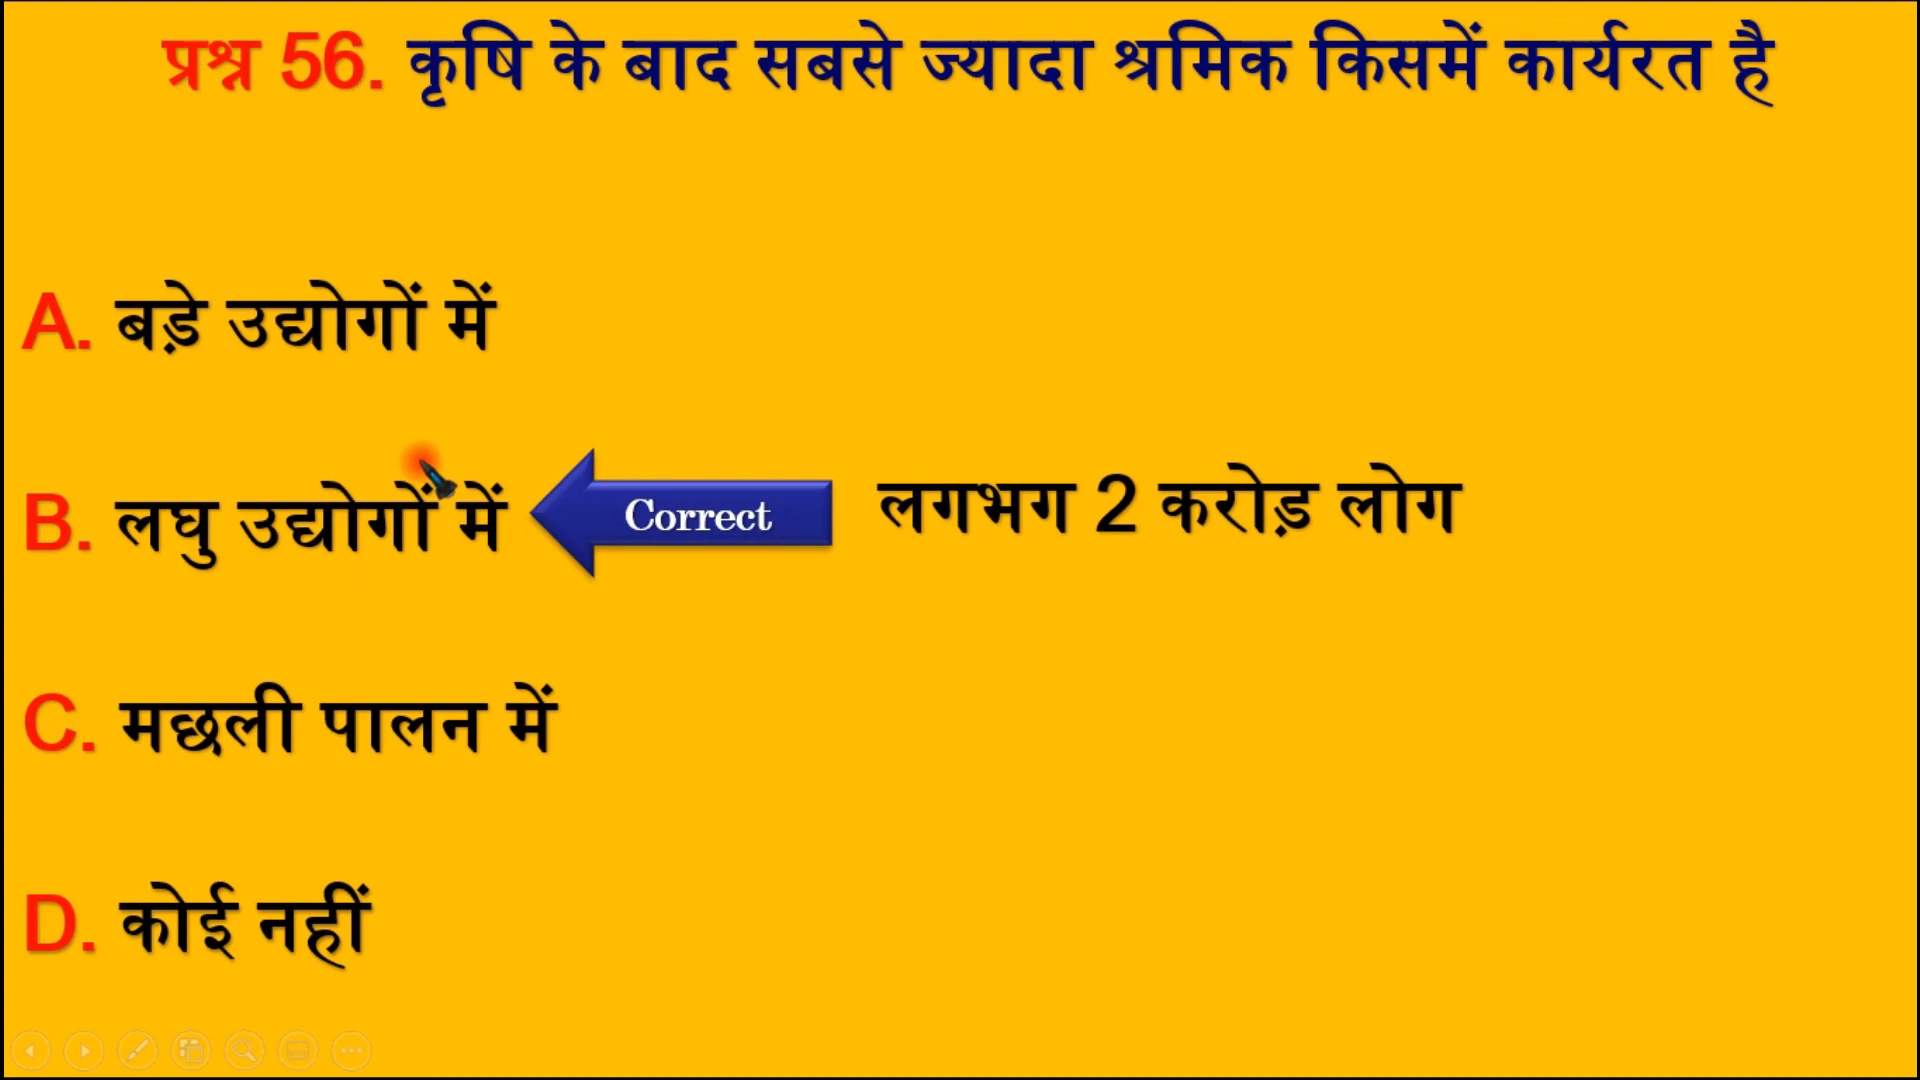 प्रश्न 56. कृषि के बाद सबसे ज्यादा श्रमिक किसमें कार्यरत है
A. बड़े उद्योगों में
B. लघु उद्योगों में
Correct
लगभग 2 करोड़ लोग
C. मछली पालन में
D. कोई नहीं